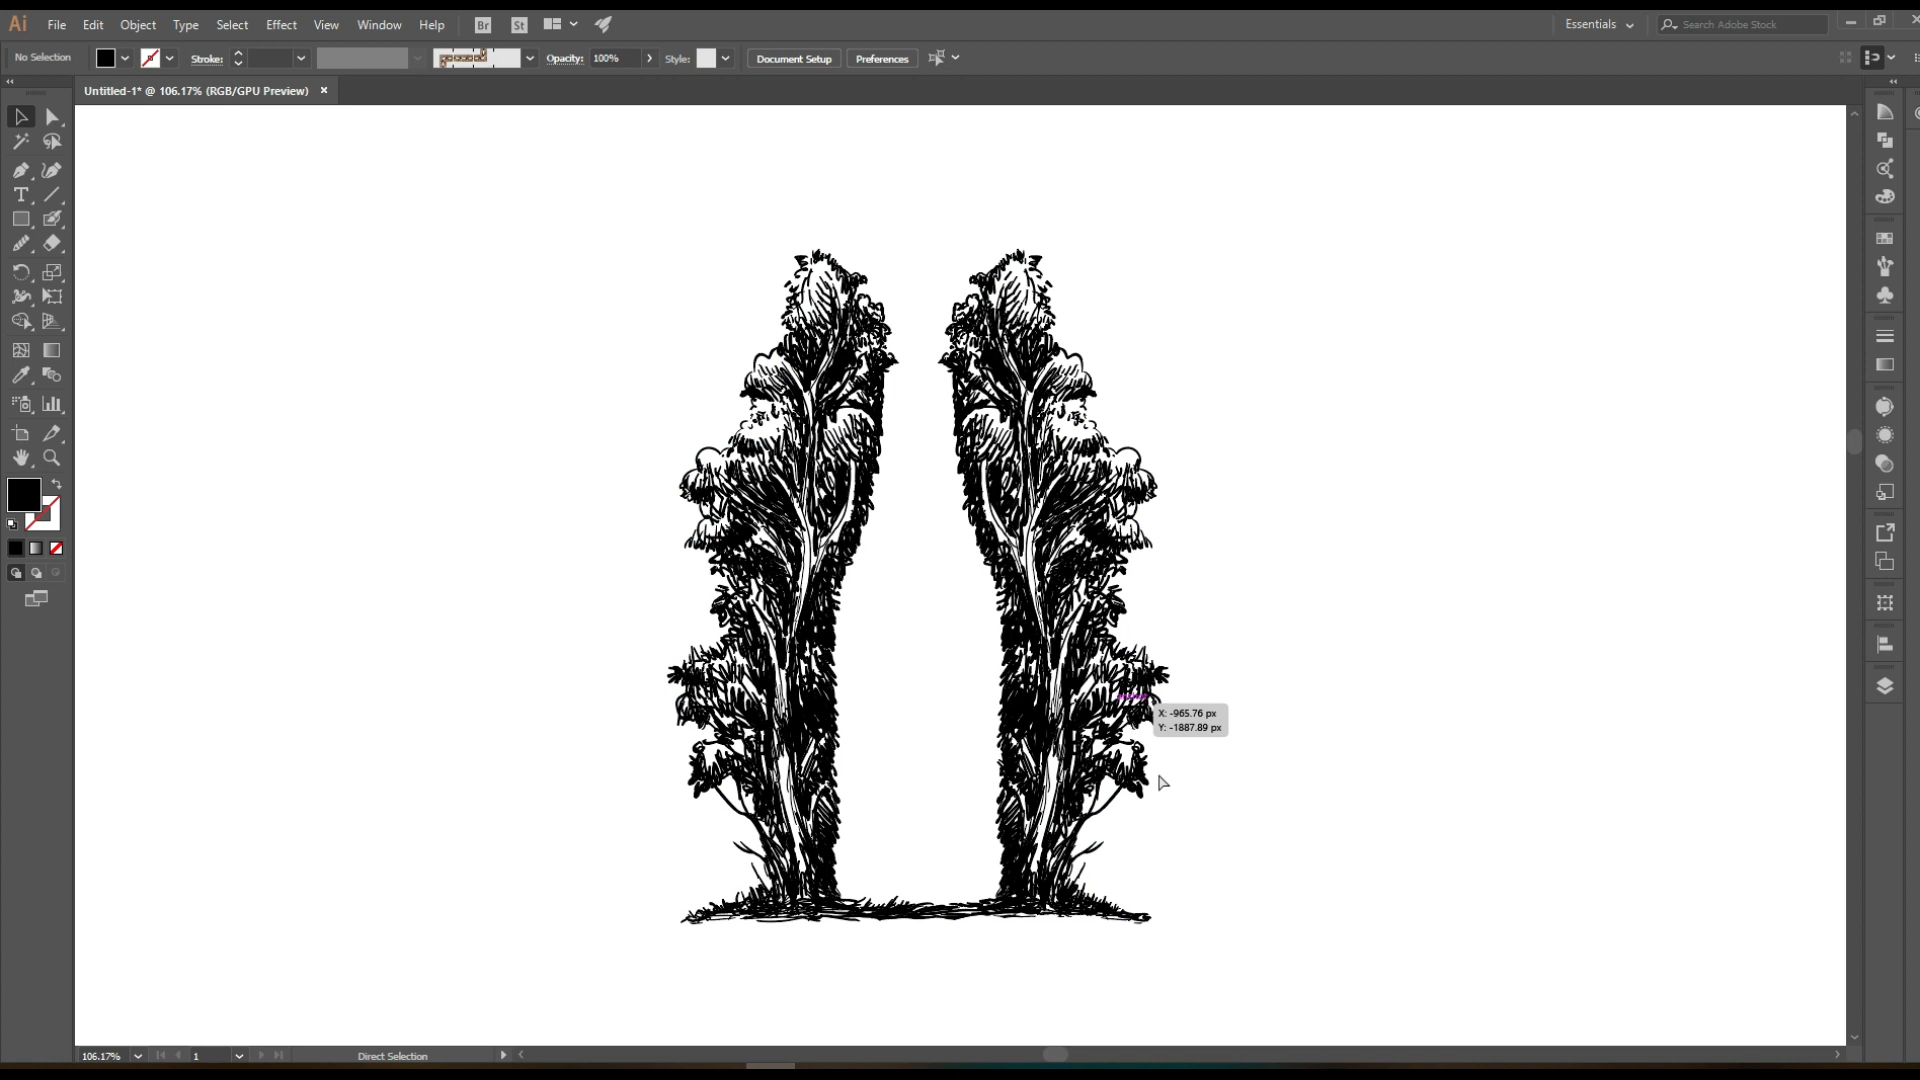 Ai File Edit Object Type Select Effect View Window Help Br St Essentials Search Adobe Stock
No Selection Stroke: Opacity: 100% Style: Document Setup Preferences
Untitled-1* @ 106.17% (RGB/GPU Preview) ×
X: -965.76 px
Y: -1887.89 px
106.17% 1 Direct Selection